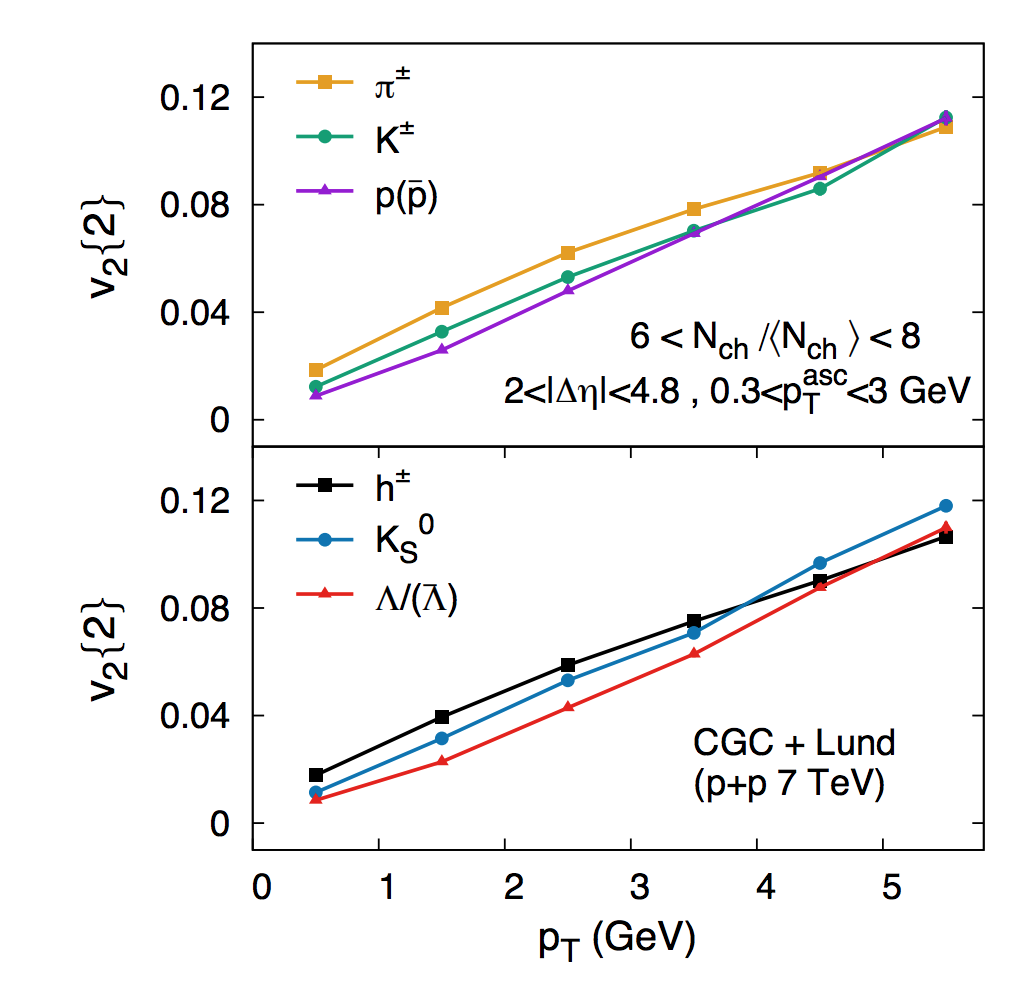 0.12
0.08
0.04
0
v₂{2}
π±
K±
p(p̄)
6 < Nch /⟨Nch ⟩ < 8
2<|Δη|<4.8 , 0.3<pTasc<3 GeV
0.12
0.08
0.04
0
v₂{2}
h±
KS0
Λ/(Λ̄)
CGC + Lund
(p+p 7 TeV)
0 1 2 3 4 5
pT (GeV)